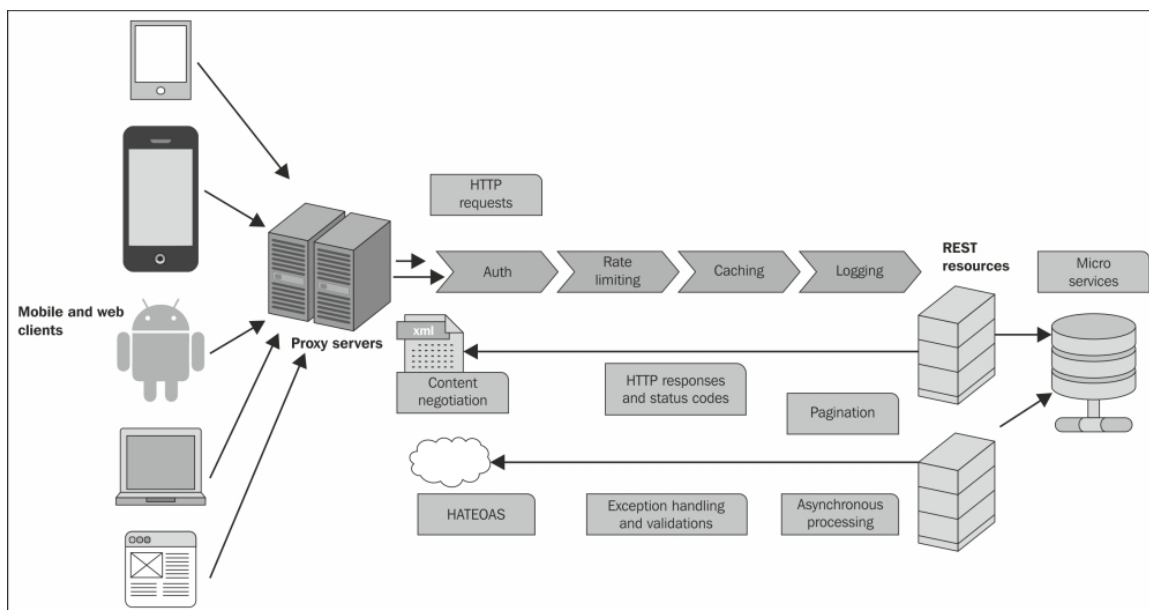 HTTP
requests
Auth
Rate
limiting
Caching
Logging
REST
resources
Micro
services
Mobile and web
clients
Proxy servers
xml
Content
negotiation
HTTP responses
and status codes
Pagination
HATEOAS
Exception handling
and validations
Asynchronous
processing